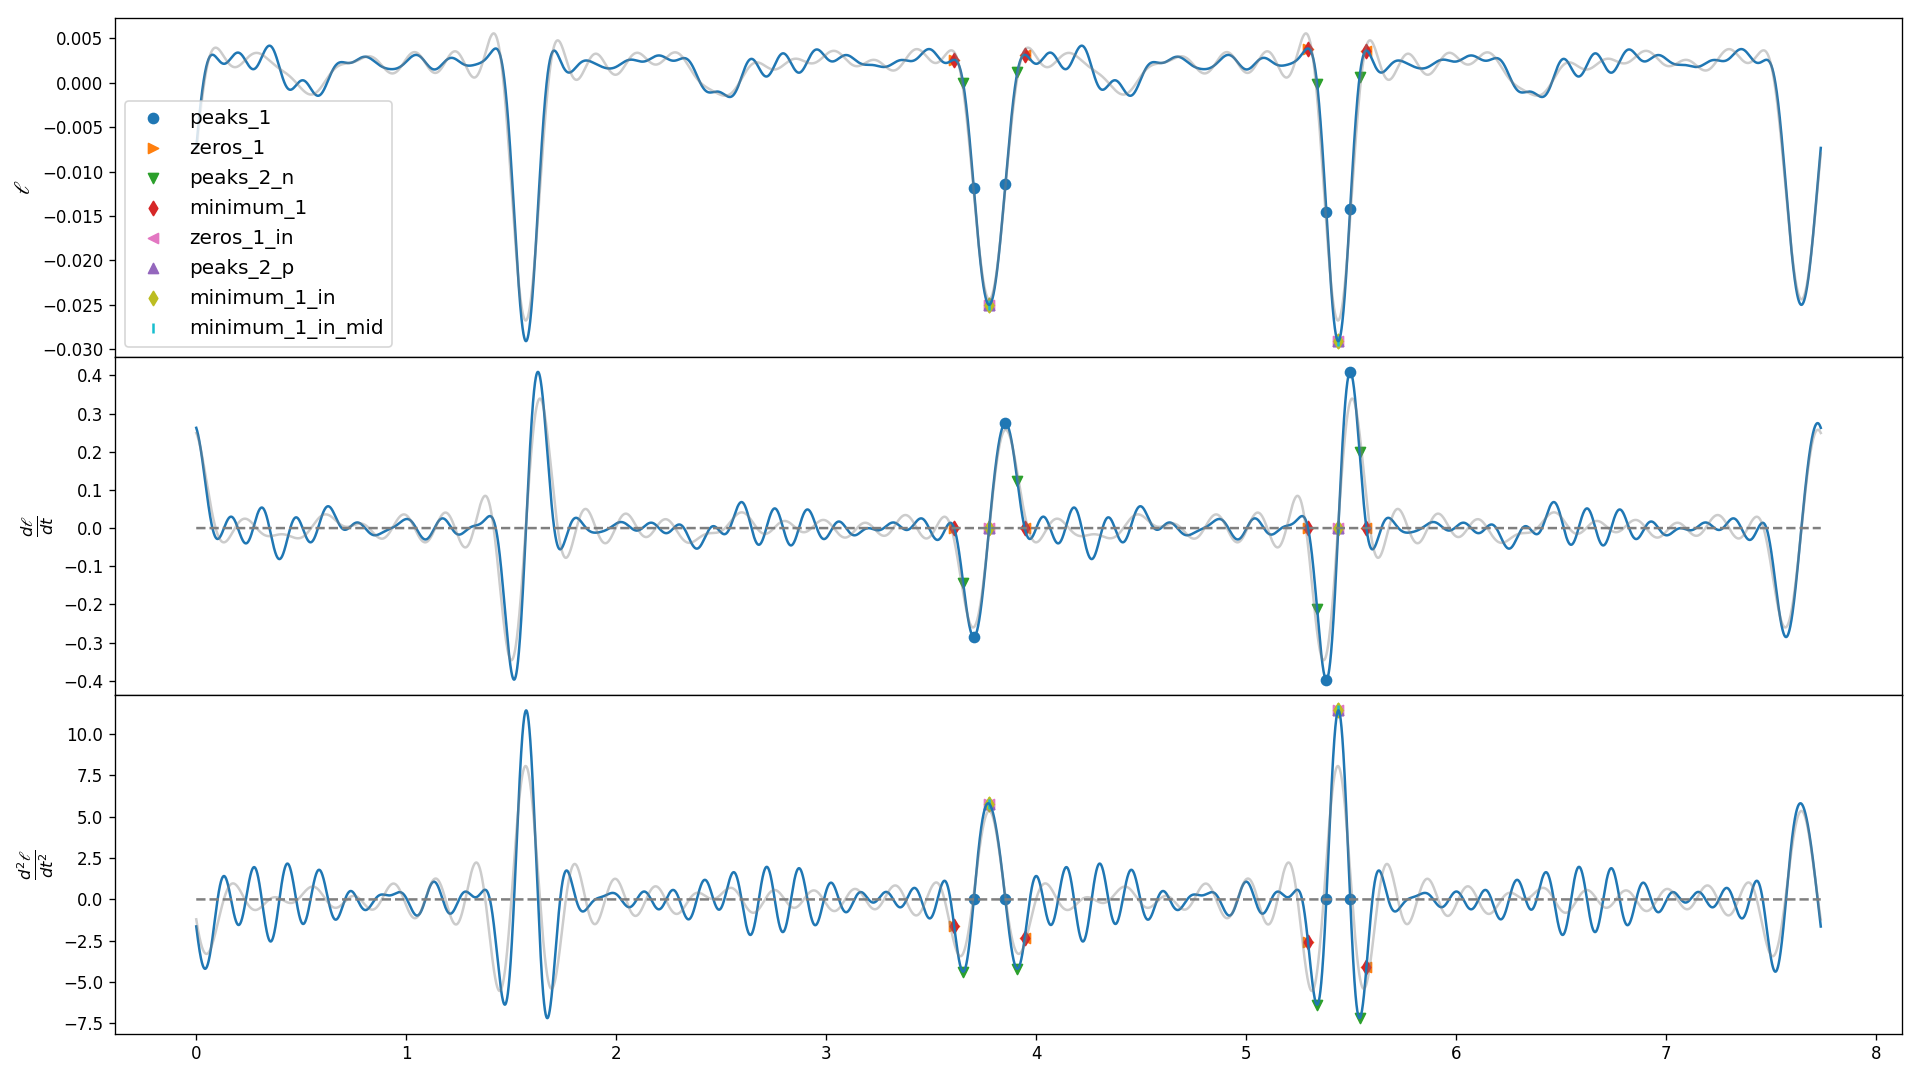 0.005
0.000
−0.005
−0.010
−0.015
−0.020
−0.025
−0.030
ℓ
peaks_1
zeros_1
peaks_2_n
minimum_1
zeros_1_in
peaks_2_p
minimum_1_in
minimum_1_in_mid
0.4
0.3
0.2
0.1
0.0
−0.1
−0.2
−0.3
−0.4
dℓ
dt
10.0
7.5
5.0
2.5
0.0
−2.5
−5.0
−7.5
d²ℓ
dt²
0 1 2 3 4 5 6 7 8